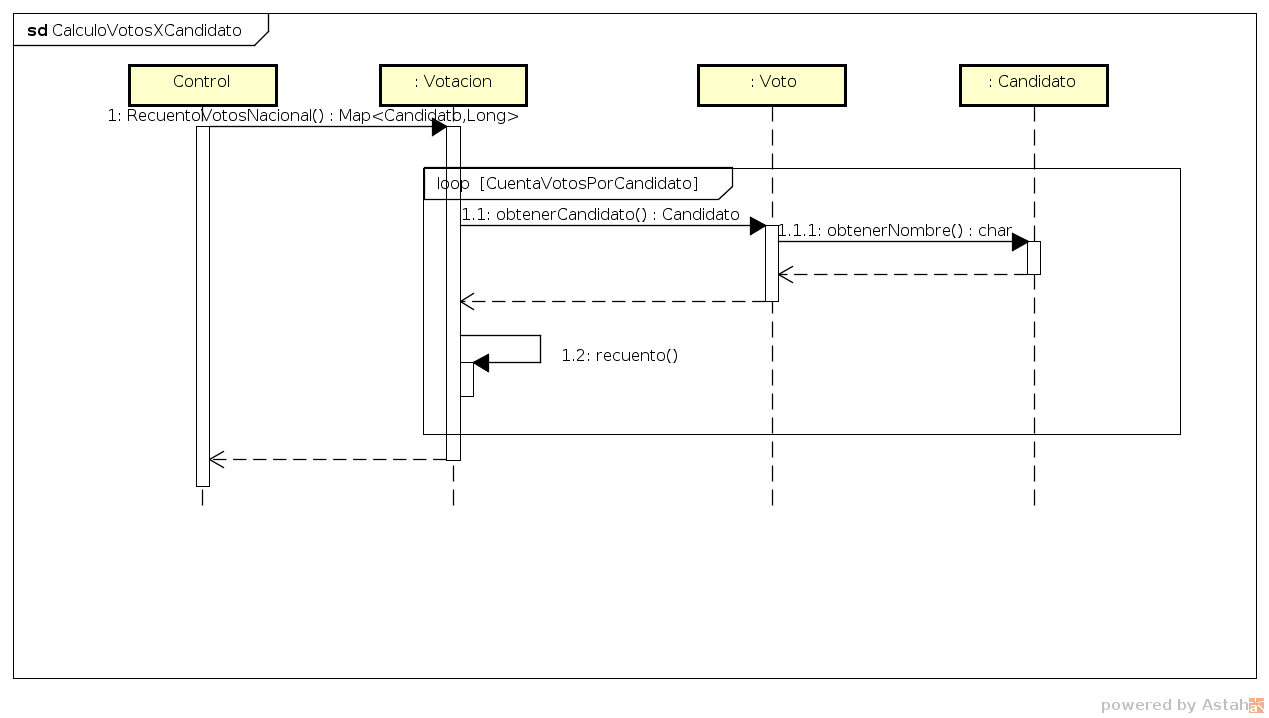 sd CalculoVotosXCandidato
Control
: Votacion
: Voto
: Candidato
1: RecuentoVotosNacional() : Map<Candidato,Long>
loop [CuentaVotosPorCandidato]
1.1: obtenerCandidato() : Candidato
1.1.1: obtenerNombre() : char
1.2: recuento()
powered by Astah